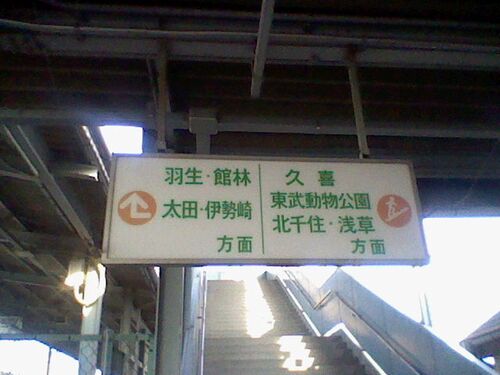 羽生・館林
太田・伊勢崎
方面
久喜
東武動物公園
北千住・浅草
方面